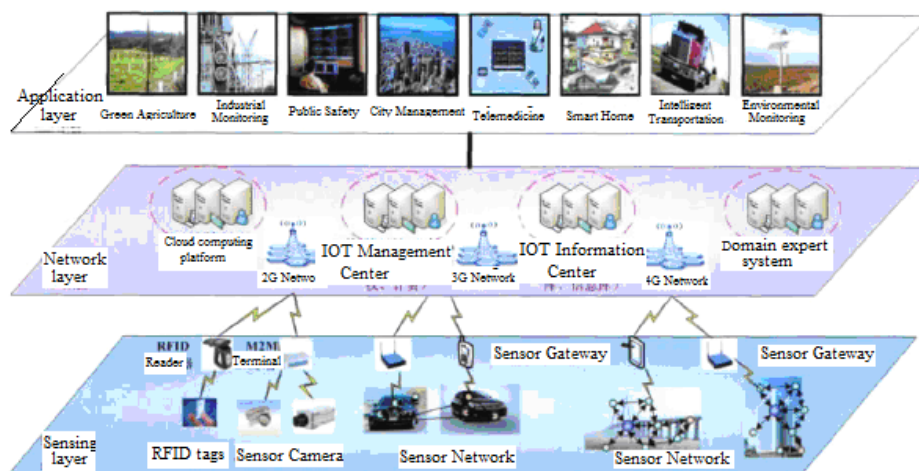 Application
layer
Green Agriculture
Industrial
Monitoring
Public Safety
City Management
Telemedicine
Smart Home
Intelligent
Transportation
Environmental
Monitoring
Network
layer
Cloud computing
platform
2G Netwo
IOT Management
Center
3G Network
IOT Information
Center
4G Network
Domain expert
system
Sensing
layer
RFID
Reader
M2M
Terminal
Sensor Gateway
Sensor Gateway
RFID tags
Sensor Camera
Sensor Network
Sensor Network